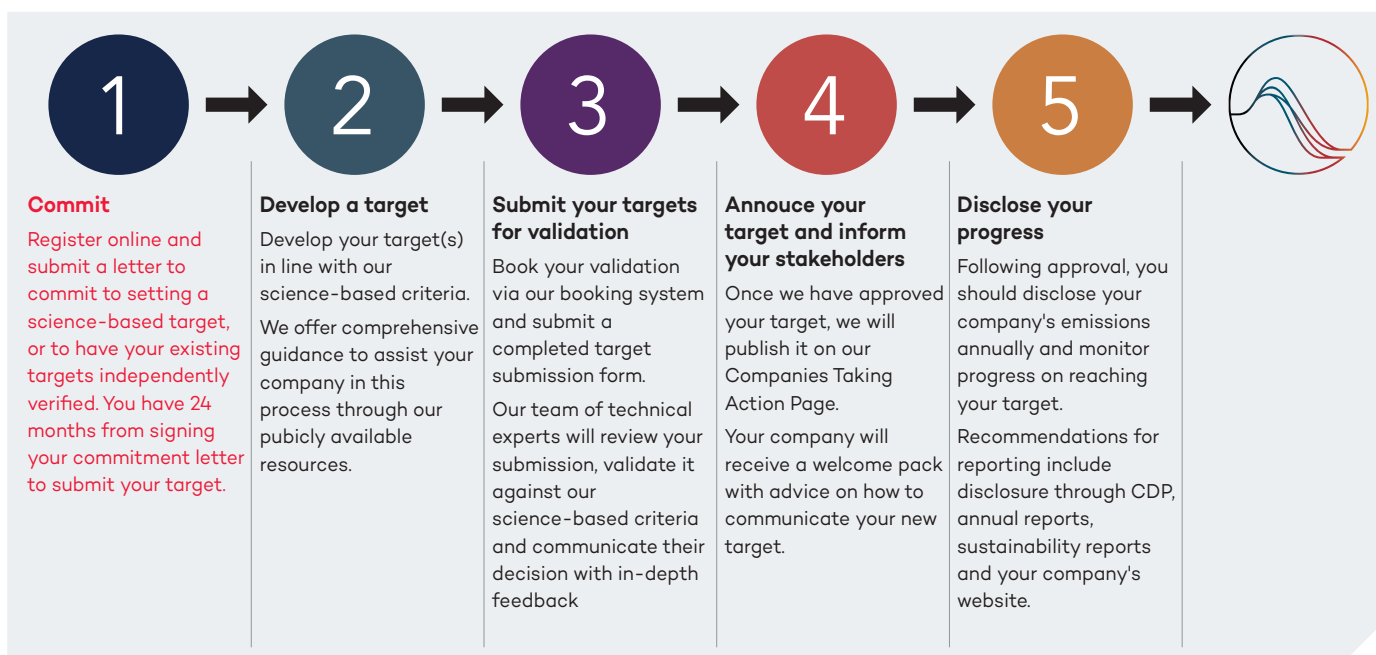 1
2
3
4
5
Commit
Register online and
submit a letter to
commit to setting a
science-based target,
or to have your existing
targets independently
verified. You have 24
months from signing
your commitment letter
to submit your target.
Develop a target
Develop your target(s)
in line with our
science-based criteria.
We offer comprehensive
guidance to assist your
company in this
process through our
pubicly available
resources.
Submit your targets
for validation
Book your validation
via our booking system
and submit a
completed target
submission form.
Our team of technical
experts will review your
submission, validate it
against our
science-based criteria
and communicate their
decision with in-depth
feedback
Annouce your
target and inform
your stakeholders
Once we have approved
your target, we will
publish it on our
Companies Taking
Action Page.
Your company will
receive a welcome pack
with advice on how to
communicate your new
target.
Disclose your
progress
Following approval, you
should disclose your
company's emissions
annually and monitor
progress on reaching
your target.
Recommendations for
reporting include
disclosure through CDP,
annual reports,
sustainability reports
and your company's
website.